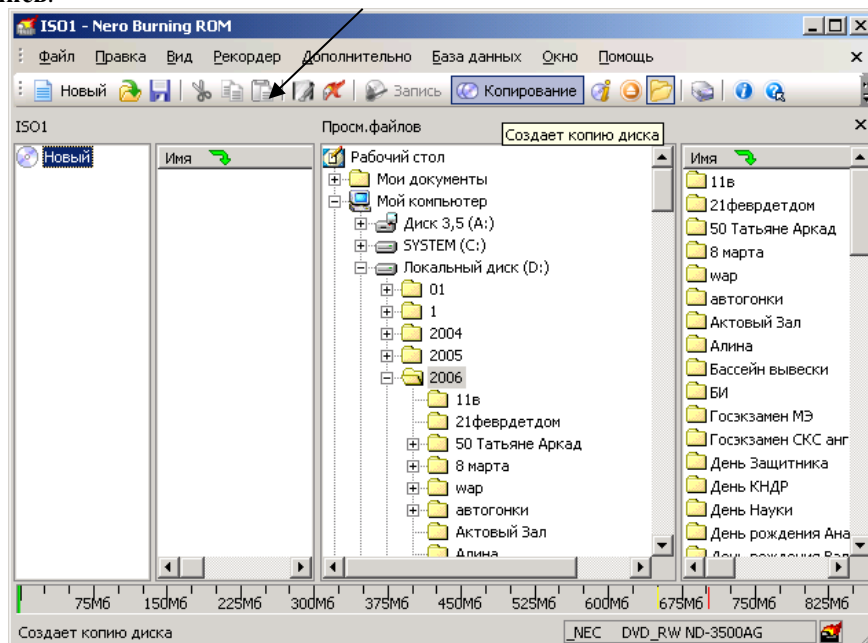 ISO1 - Nero Burning ROM
Файл Правка Вид Рекордер Дополнительно База данных Окно Помощь
Новый Запись Копирование
ISO1 Просм.файлов
Создает копию диска
Новый
Имя
Рабочий стол
Мои документы
Мой компьютер
Диск 3,5 (A:)
SYSTEM (C:)
Локальный диск (D:)
01
1
2004
2005
2006
11в
21феврдетдом
50 Татьяне Аркад
8 марта
wap
автогонки
Актовый Зал
Алина
Имя
11в
21феврдетдом
50 Татьяне Аркад
8 марта
wap
автогонки
Актовый Зал
Алина
Бассейн вывески
БИ
Госэкзамен МЭ
Госэкзамен СКС анг
День Защитника
День КНДР
День Науки
День рождения Ана
День рождения
75Мб 150Мб 225Мб 300Мб 375Мб 450Мб 525Мб 600Мб 675Мб 750Мб 825Мб
Создает копию диска _NEC DVD_RW ND-3500AG